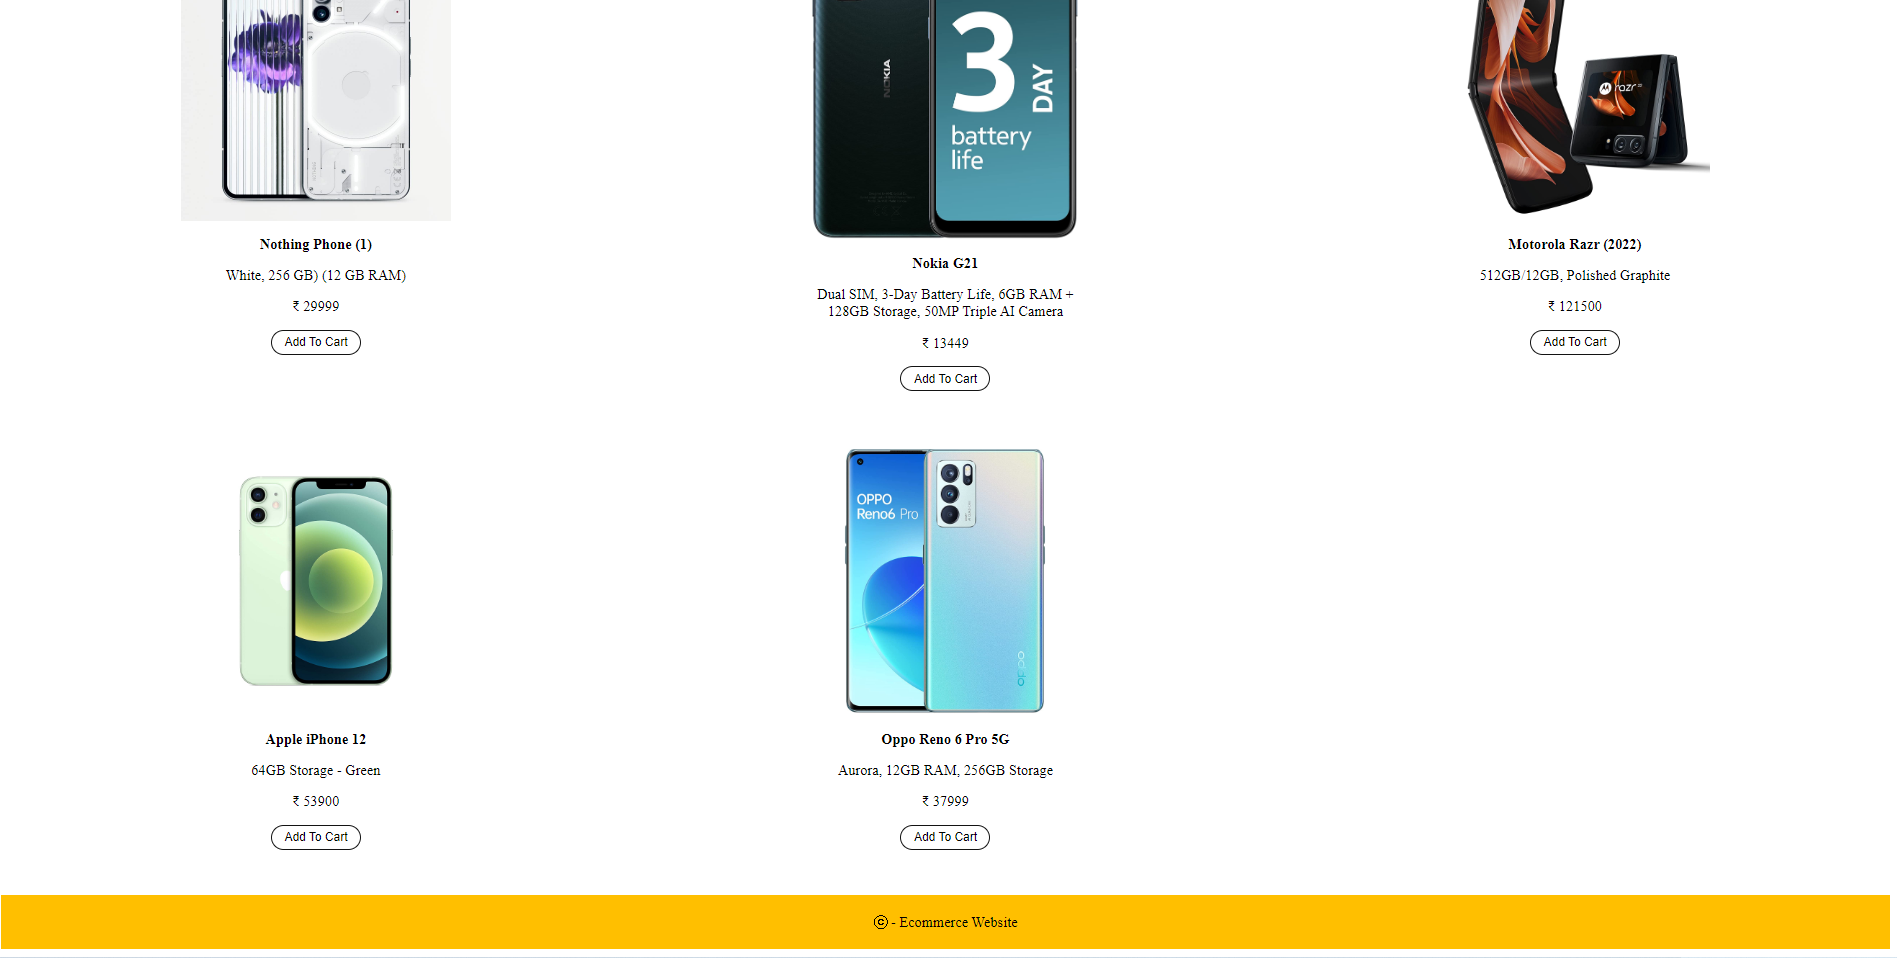 NOKIA
3
DAY
battery
life
razr
Nothing Phone (1)
White, 256 GB) (12 GB RAM)
₹ 29999
Add To Cart
Nokia G21
Dual SIM, 3-Day Battery Life, 6GB RAM +
128GB Storage, 50MP Triple AI Camera
₹ 13449
Add To Cart
Motorola Razr (2022)
512GB/12GB, Polished Graphite
₹ 121500
Add To Cart
OPPO
Reno6 Pro
oppo
Apple iPhone 12
64GB Storage - Green
₹ 53900
Add To Cart
Oppo Reno 6 Pro 5G
Aurora, 12GB RAM, 256GB Storage
₹ 37999
Add To Cart
© - Ecommerce Website